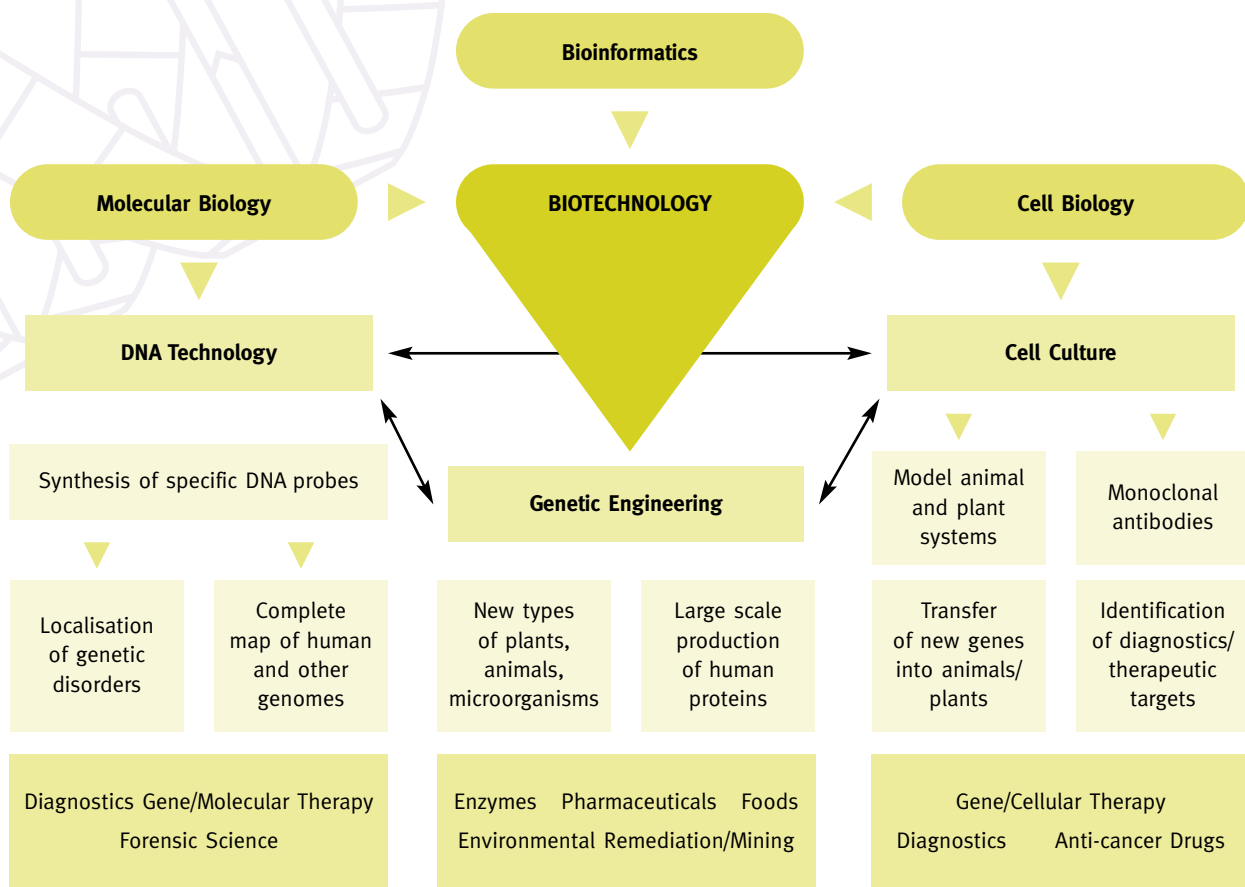 Bioinformatics
Molecular Biology
BIOTECHNOLOGY
Cell Biology
DNA Technology
Cell Culture
Synthesis of specific DNA probes
Genetic Engineering
Model animal
and plant
systems
Monoclonal
antibodies
Localisation
of genetic
disorders
Complete
map of human
and other
genomes
New types
of plants,
animals,
microorganisms
Large scale
production
of human
proteins
Transfer
of new genes
into animals/
plants
Identification
of diagnostics/
therapeutic
targets
Diagnostics Gene/Molecular Therapy
Forensic Science
Enzymes Pharmaceuticals Foods
Environmental Remediation/Mining
Gene/Cellular Therapy
Diagnostics Anti-cancer Drugs